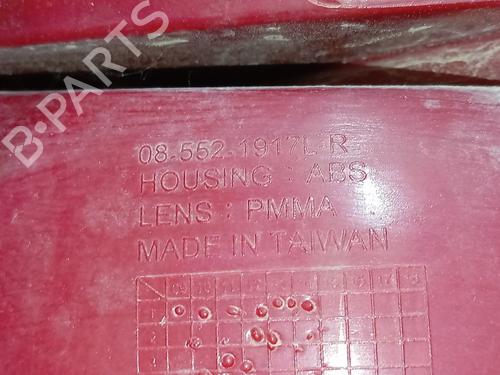 B-PARTS
08-552-1917L-R
HOUSING : ABS
LENS : PMMA
MADE IN TAIWAN